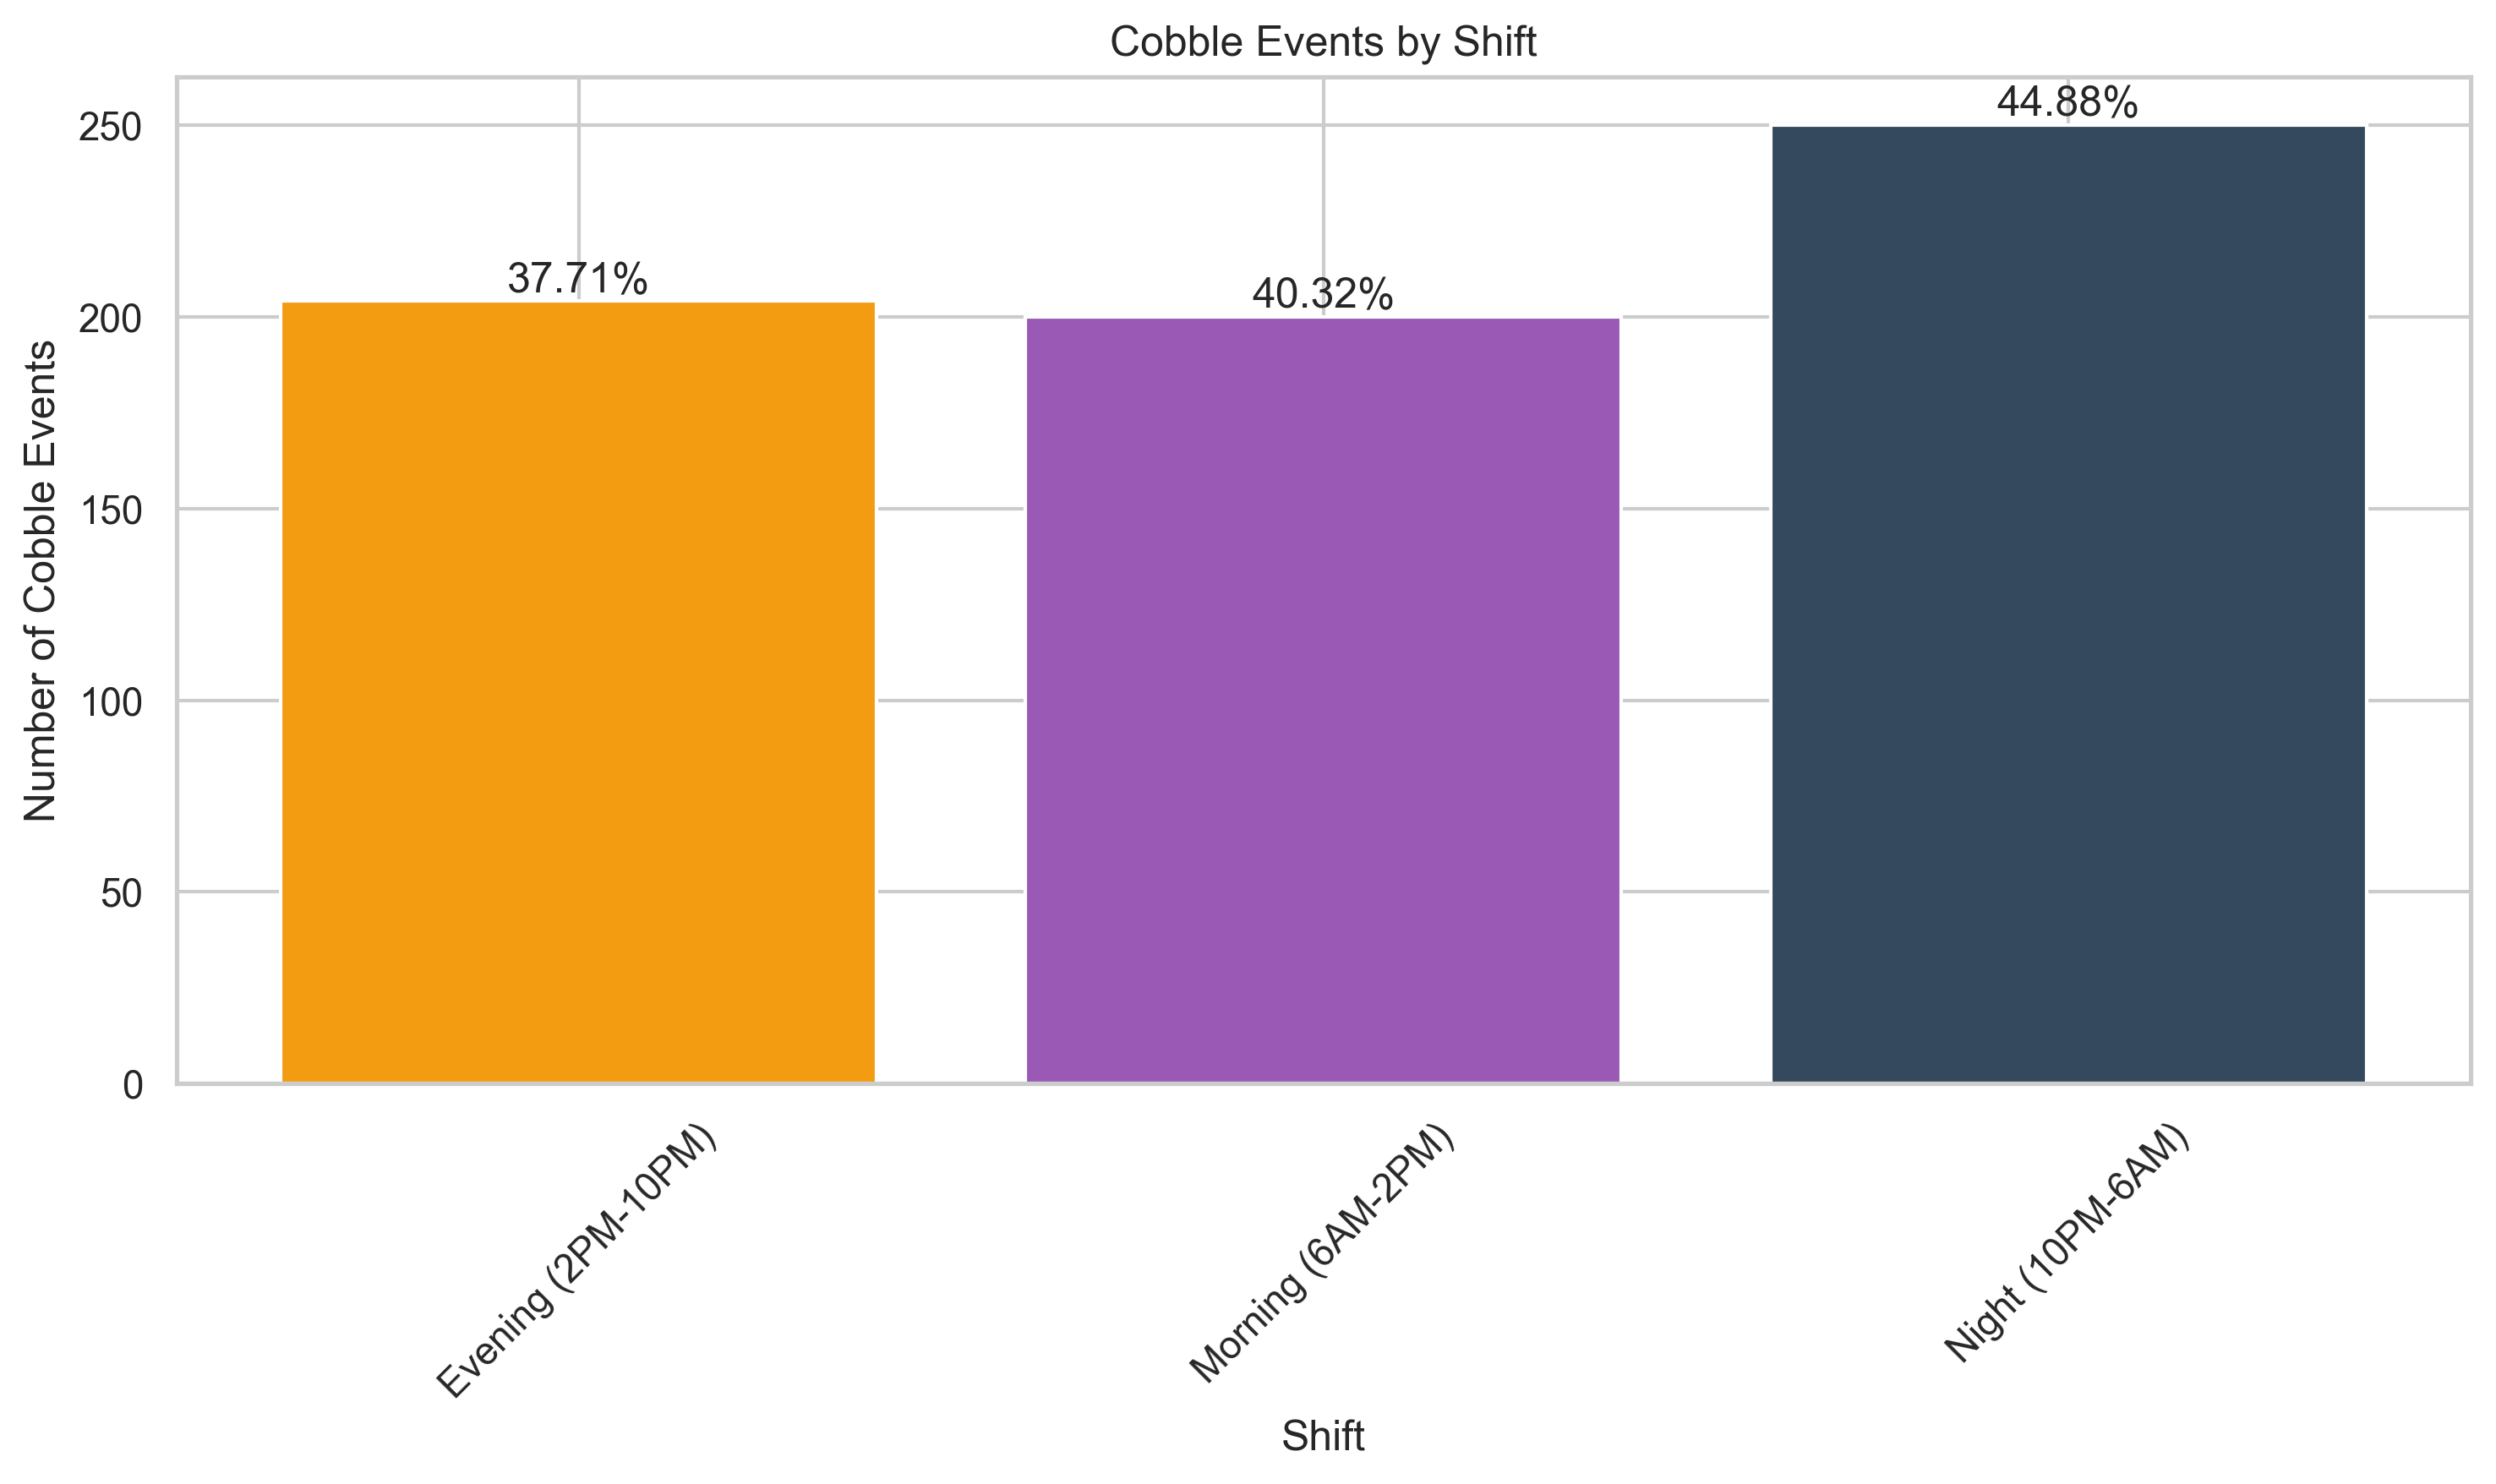 Cobble Events by Shift
Number of Cobble Events
250
200
150
100
50
0
37.71%
40.32%
44.88%
Evening (2PM-10PM)
Morning (6AM-2PM)
Night (10PM-6AM)
Shift